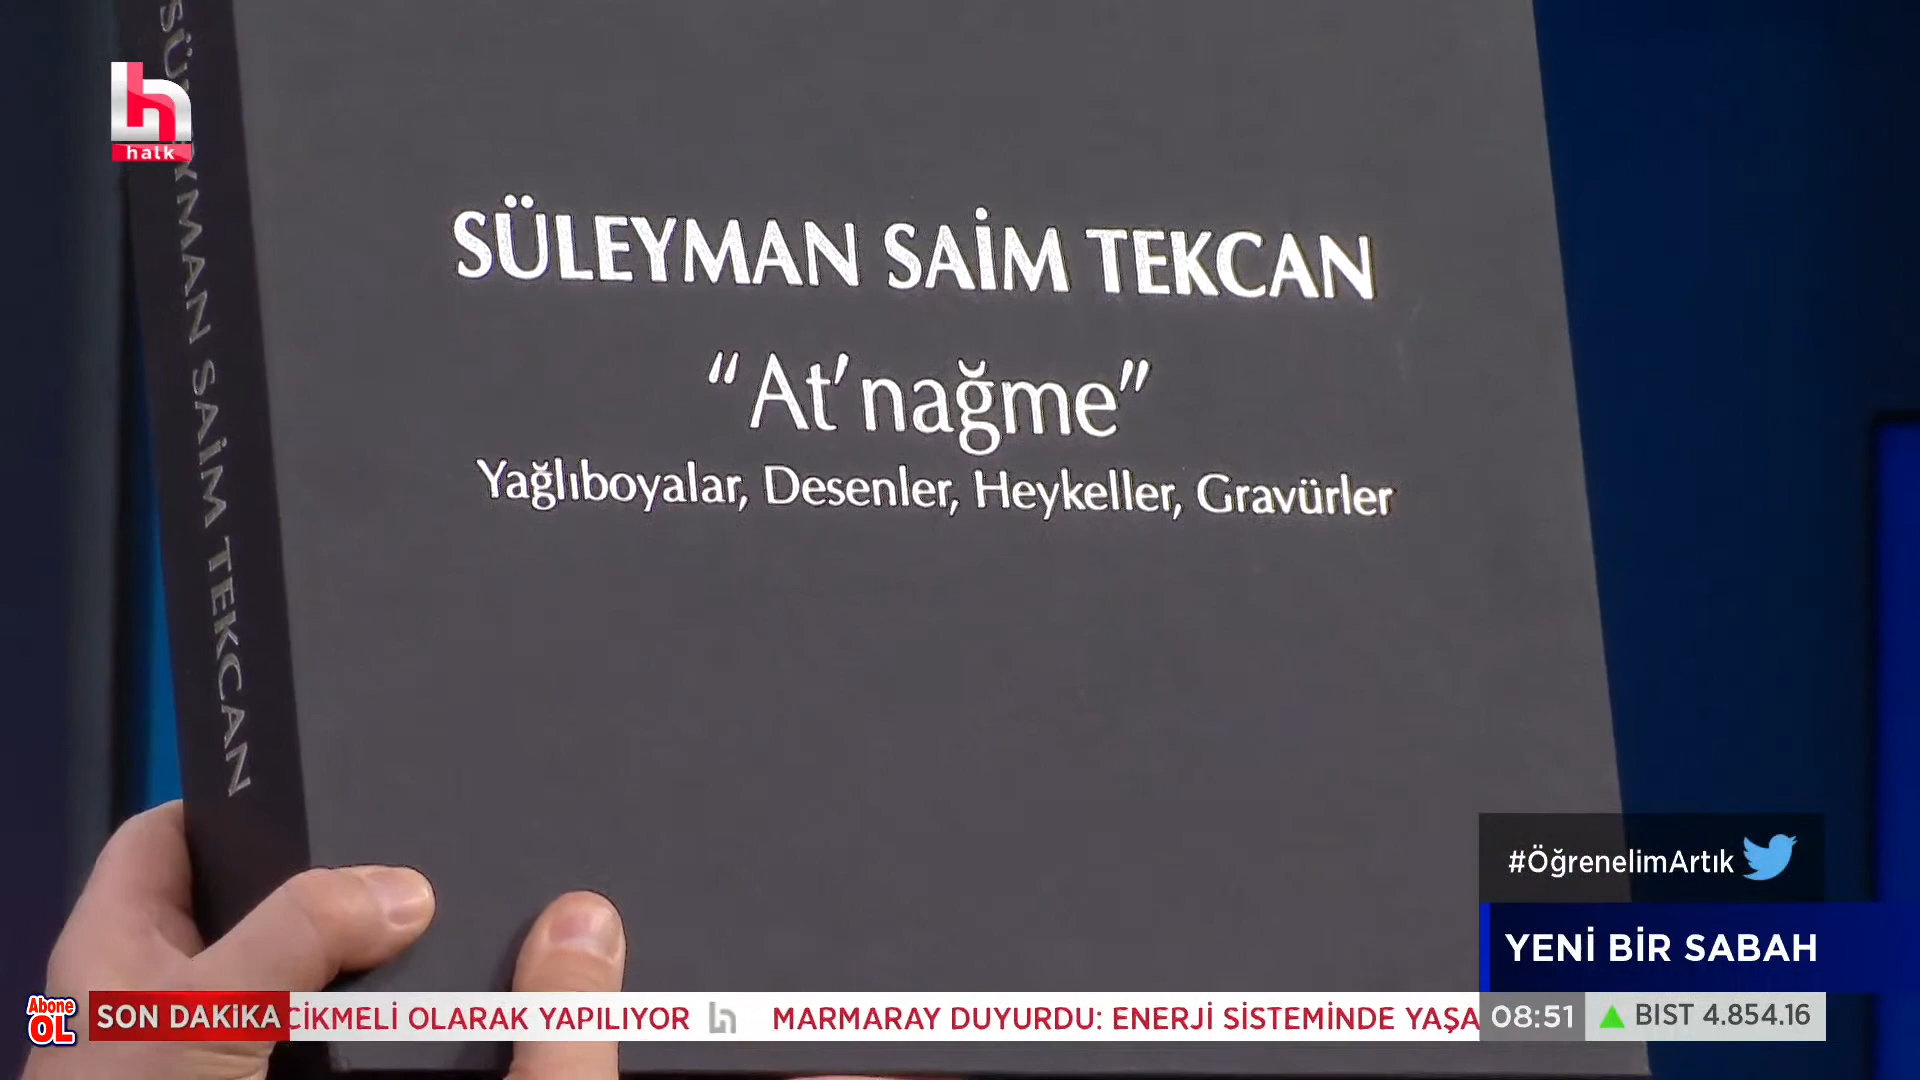 halk
SÜLEYMAN SAİM TEKCAN
SÜLEYMAN SAİM TEKCAN
"At'nağme"
Yağlıboyalar, Desenler, Heykeller, Gravürler
#ÖğrenelimArtık
YENİ BİR SABAH
Abone OL
SON DAKİKA CİKMELİ OLARAK YAPILIYOR h MARMARAY DUYURDU: ENERJİ SİSTEMİNDE YAŞA 08:51 BIST 4.854.16